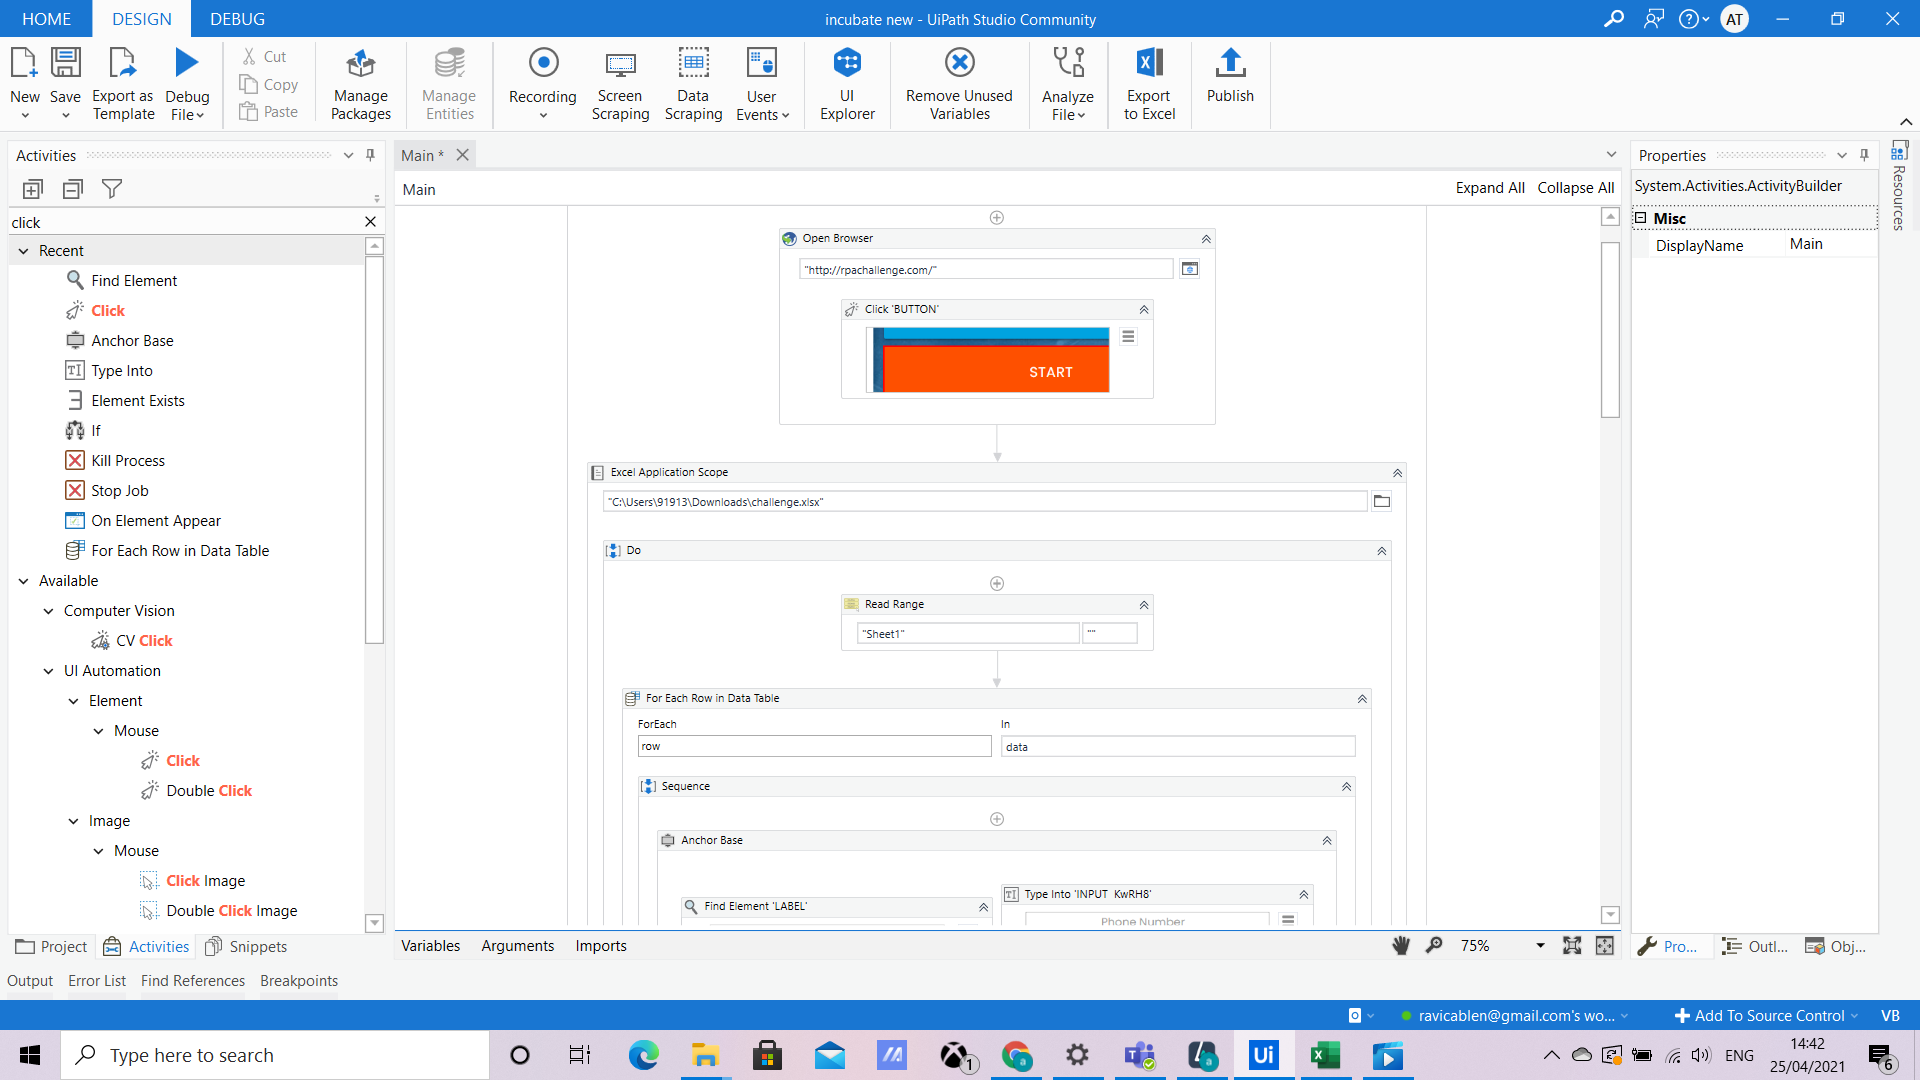 HOME DESIGN DEBUG
incubate new - UiPath Studio Community
AT
New
Save
Export as
Template
Debug
File
Cut
Copy
Paste
Manage
Packages
Manage
Entities
Recording
Screen
Scraping
Data
Scraping
User
Events
UI
Explorer
Remove Unused
Variables
Analyze
File
Export
to Excel
Publish
Activities
click
Recent
Find Element
Click
Anchor Base
Type Into
Element Exists
If
Kill Process
Stop Job
On Element Appear
For Each Row in Data Table
Available
Computer Vision
CV Click
UI Automation
Element
Mouse
Click
Double Click
Image
Mouse
Click Image
Double Click Image
Project Activities Snippets
Main *
Main
Expand All Collapse All
Open Browser
"http://rpachallenge.com/"
Click 'BUTTON'
START
Excel Application Scope
"C:\Users\91913\Downloads\challenge.xlsx"
Do
Read Range
"Sheet1" ""
For Each Row in Data Table
ForEach In
row data
Sequence
Anchor Base
Find Element 'LABEL'
Type Into 'INPUT KwRH8'
Phone Number
Variables Arguments Imports
75%
Properties
System.Activities.ActivityBuilder
Misc
DisplayName Main
Resources
Pro... Outl... Obj...
Output Error List Find References Breakpoints
ravicablen@gmail.com's wo...
Add To Source Control
VB
Type here to search
1
a
a
Ui
ENG
14:42
25/04/2021
6